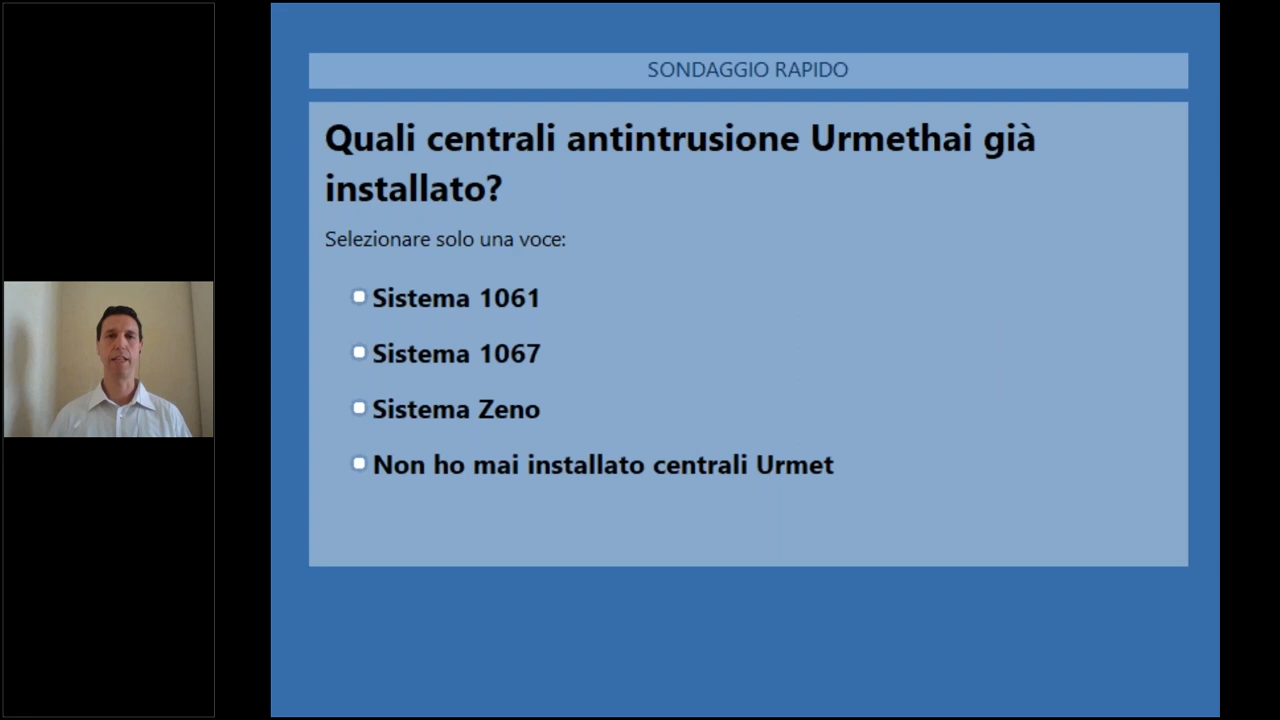 SONDAGGIO RAPIDO
Quali centrali antintrusione Urmethai già
installato?
Selezionare solo una voce:
Sistema 1061
Sistema 1067
Sistema Zeno
Non ho mai installato centrali Urmet